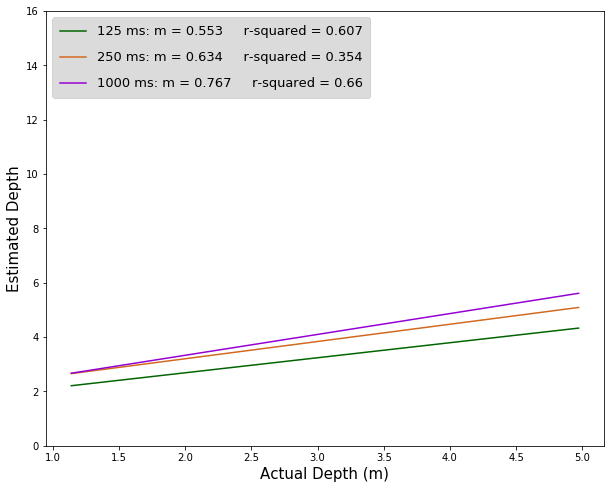 125 ms: m = 0.553 r-squared = 0.607
250 ms: m = 0.634 r-squared = 0.354
1000 ms: m = 0.767 r-squared = 0.66
16
14
12
10
8
6
4
2
0
Estimated Depth
1.0 1.5 2.0 2.5 3.0 3.5 4.0 4.5 5.0
Actual Depth (m)